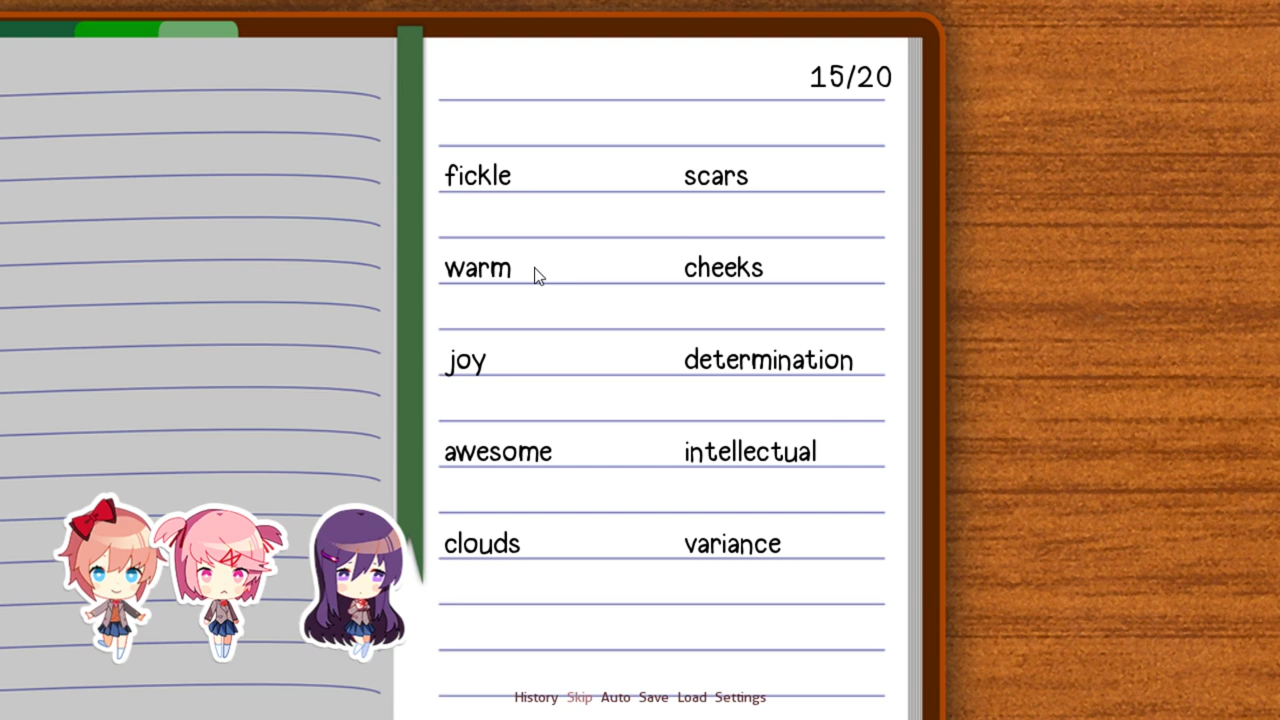 15/20
fickle scars
warm cheeks
joy determination
awesome intellectual
clouds variance
History Skip Auto Save Load Settings